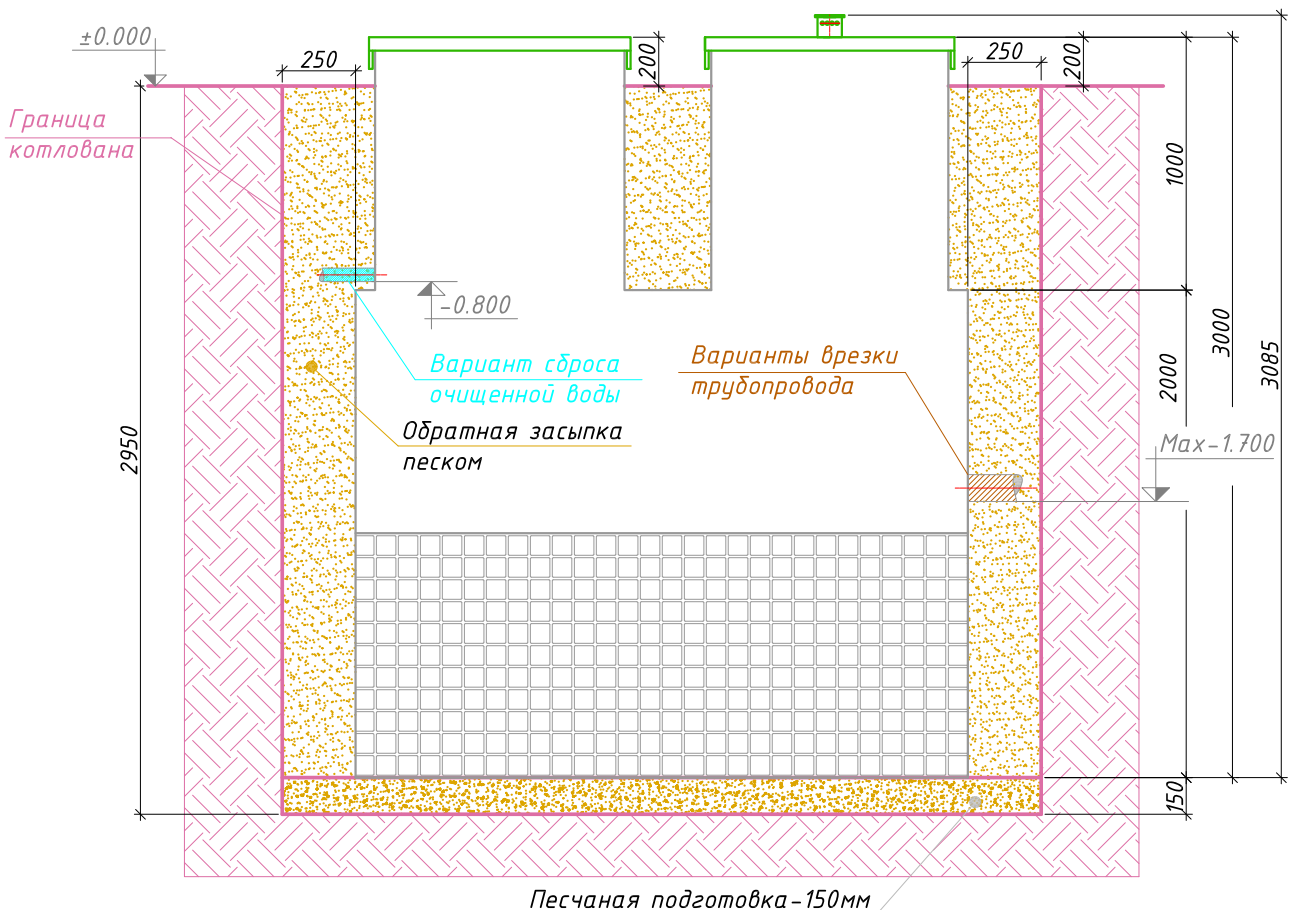 ±0.000
250
200
250
200
Граница
котлована
1000
3000
3085
-0.800
2000
Вариант сброса
очищенной воды
Варианты врезки
трубопровода
Обратная засыпка
песком
2950
Max-1.700
150
Песчаная подготовка-150мм